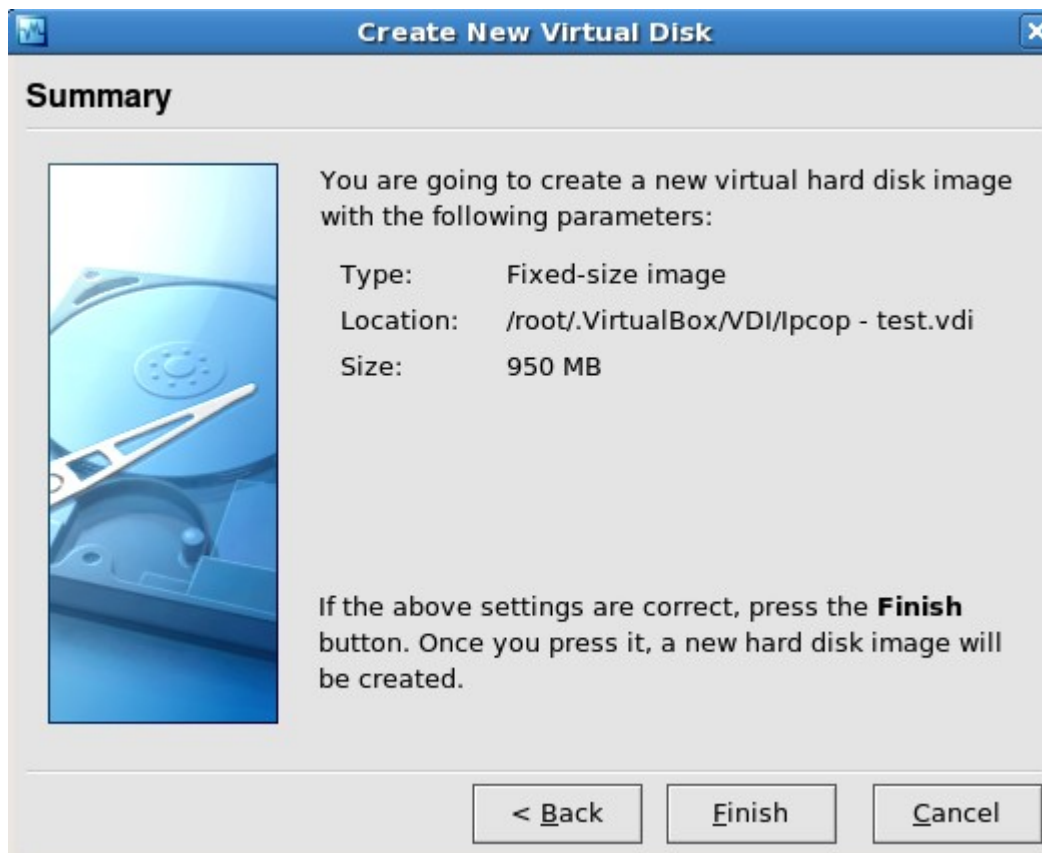 Create New Virtual Disk
Summary
You are going to create a new virtual hard disk image
with the following parameters:
Type: Fixed-size image
Location: /root/.VirtualBox/VDI/Ipcop - test.vdi
Size: 950 MB
If the above settings are correct, press the Finish
button. Once you press it, a new hard disk image will
be created.
< Back Finish Cancel